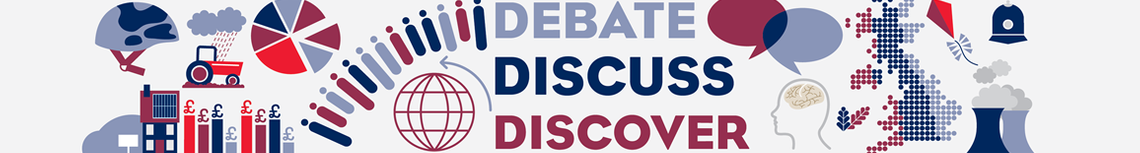 DEBATE
DISCUSS
DISCOVER
£ £ £ £ £